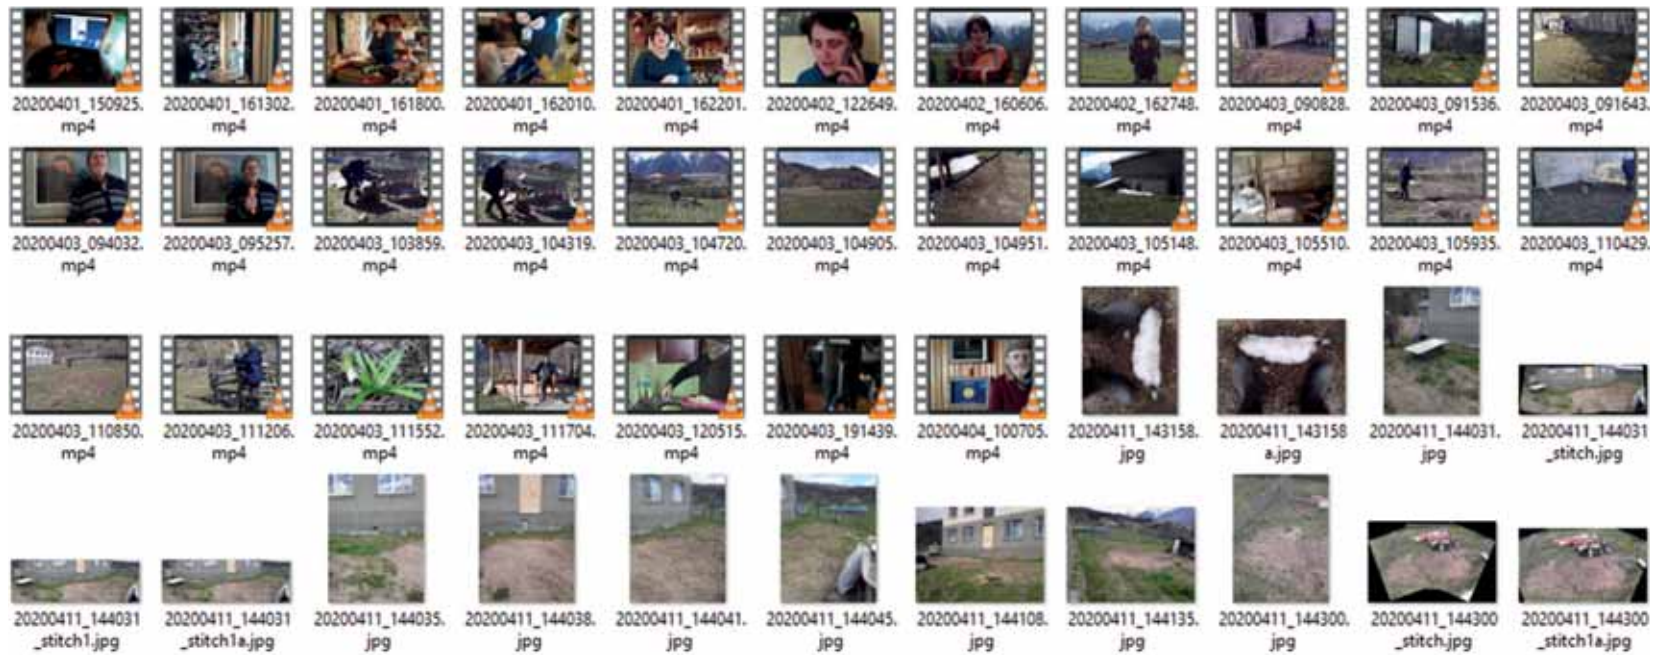 20200401_150925. 20200401_161302. 20200401_161800. 20200401_162010. 20200401_162201. 20200402_122649. 20200402_160606. 20200402_162748. 20200403_090828. 20200403_091536. 20200403_091643.
mp4 mp4 mp4 mp4 mp4 mp4 mp4 mp4 mp4 mp4 mp4
20200403_094032. 20200403_095257. 20200403_103859. 20200403_104319. 20200403_104720. 20200403_104905. 20200403_104951. 20200403_105148. 20200403_105510. 20200403_105935. 20200403_110429.
mp4 mp4 mp4 mp4 mp4 mp4 mp4 mp4 mp4 mp4 mp4
20200403_110850. 20200403_111206. 20200403_111552. 20200403_111704. 20200403_120515. 20200403_191439. 20200404_100705. 20200411_143158. 20200411_143158 20200411_144031. 20200411_144031
mp4 mp4 mp4 mp4 mp4 mp4 mp4 jpg a.jpg jpg _stitch.jpg
20200411_144031 20200411_144031 20200411_144035. 20200411_144038. 20200411_144041. 20200411_144045. 20200411_144108. 20200411_144135. 20200411_144300. 20200411_144300 20200411_144300
_stitch1.jpg _stitch1a.jpg jpg jpg jpg jpg jpg jpg jpg _stitch.jpg _stitch1a.jpg